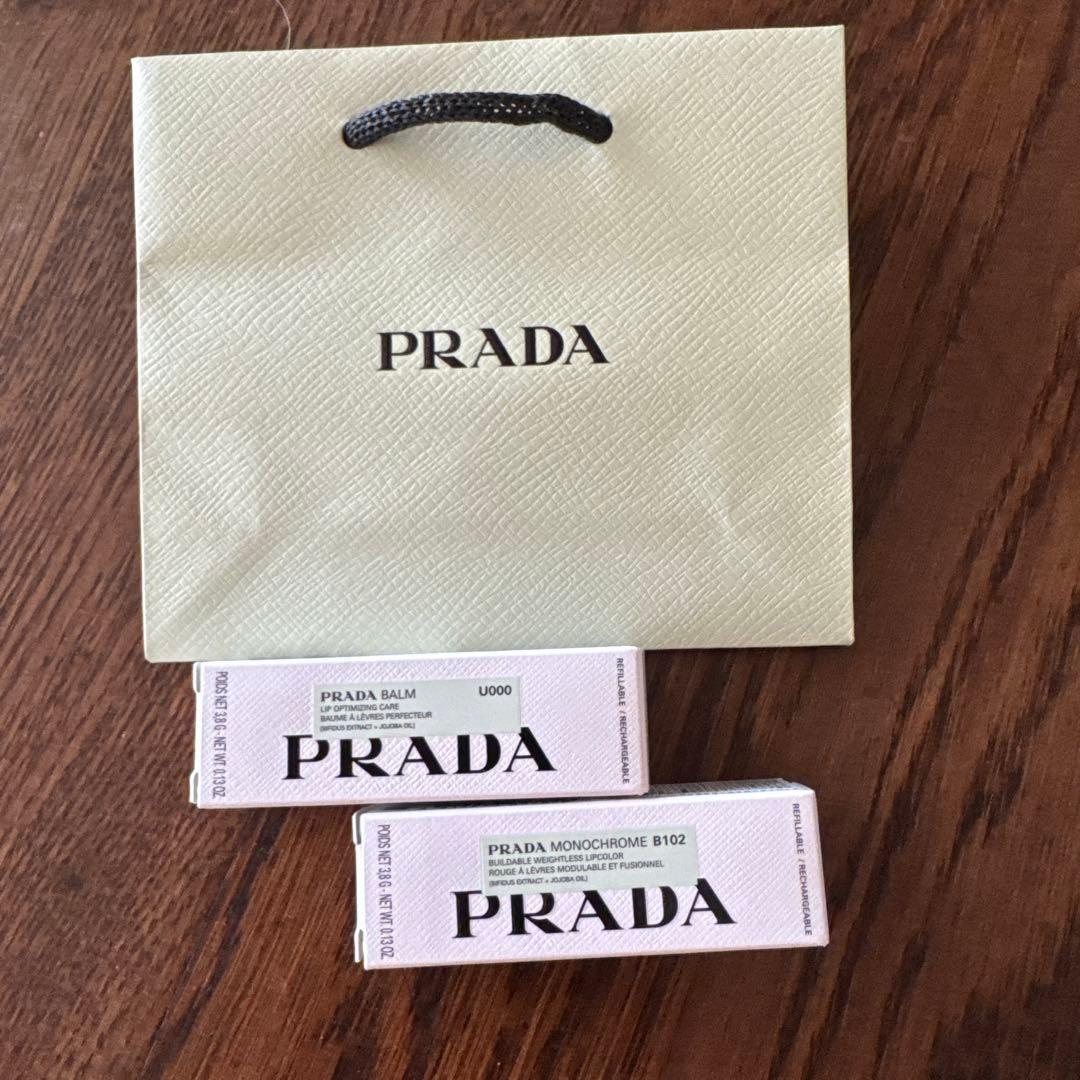 PRADA
POIDS NET 3,8 G - NET WT. 0.13 OZ.
PRADA BALM U000
LIP OPTIMIZING CARE
BAUME À LÈVRES PERFECTEUR
(BIFIDUS EXTRACT + JOJOBA OIL)
PRADA
REFILLABLE / RECHARGEABLE
POIDS NET 3,8 G - NET WT. 0.13 OZ.
PRADA MONOCHROME B102
BUILDABLE WEIGHTLESS LIPCOLOR
ROUGE À LÈVRES MODULABLE ET FUSIONNEL
(BIFIDUS EXTRACT + JOJOBA OIL)
PRADA
REFILLABLE / RECHARGEABLE